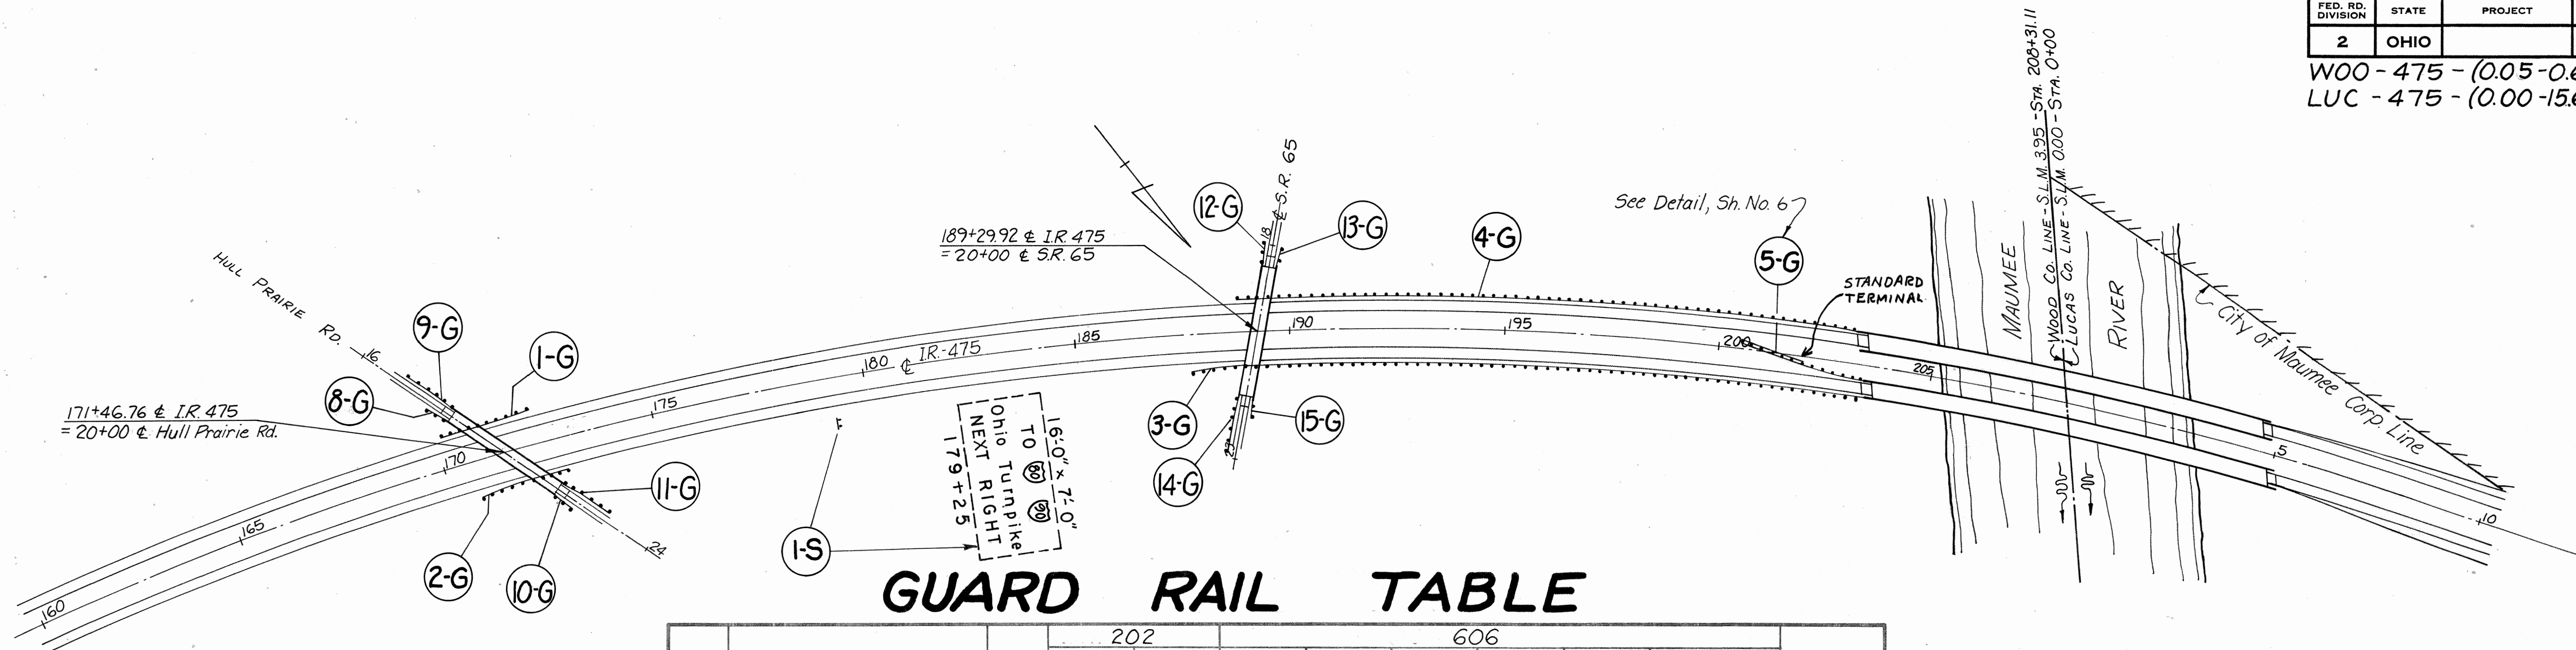 FED. RD. DIVISION STATE PROJECT
2 OHIO
WOO - 475 - (0.05-0.6
LUC - 475 - (0.00-15.6
WOOD Co. LINE - S.L.M. 3.95 - STA. 208+31.11
LUCAS Co. LINE - S.L.M. 0.00 - STA. 0+00
℄ S.R. 65
18
12-G
13-G
4-G
See Detail, Sh. No. 6
5-G
189+29.92 ℄ I.R. 475
= 20+00 ℄ S.R. 65
STANDARD
TERMINAL
HULL PRAIRIE RD.
16
9-G
1-G
8-G
171+46.76 ℄ I.R. 475
= 20+00 ℄ Hull Prairie Rd.
160
165
170
175
180
℄ I.R.-475
185
190
195
200
205
5
10
MAUMEE
RIVER
City of Maumee Corp. Line
3-G
15-G
14-G
11-G
2-G
10-G
24
1-S
16'-0" x 7'-0"
TO 80 90
Ohio Turnpike
NEXT RIGHT
179+25
GUARD RAIL TABLE
202 606